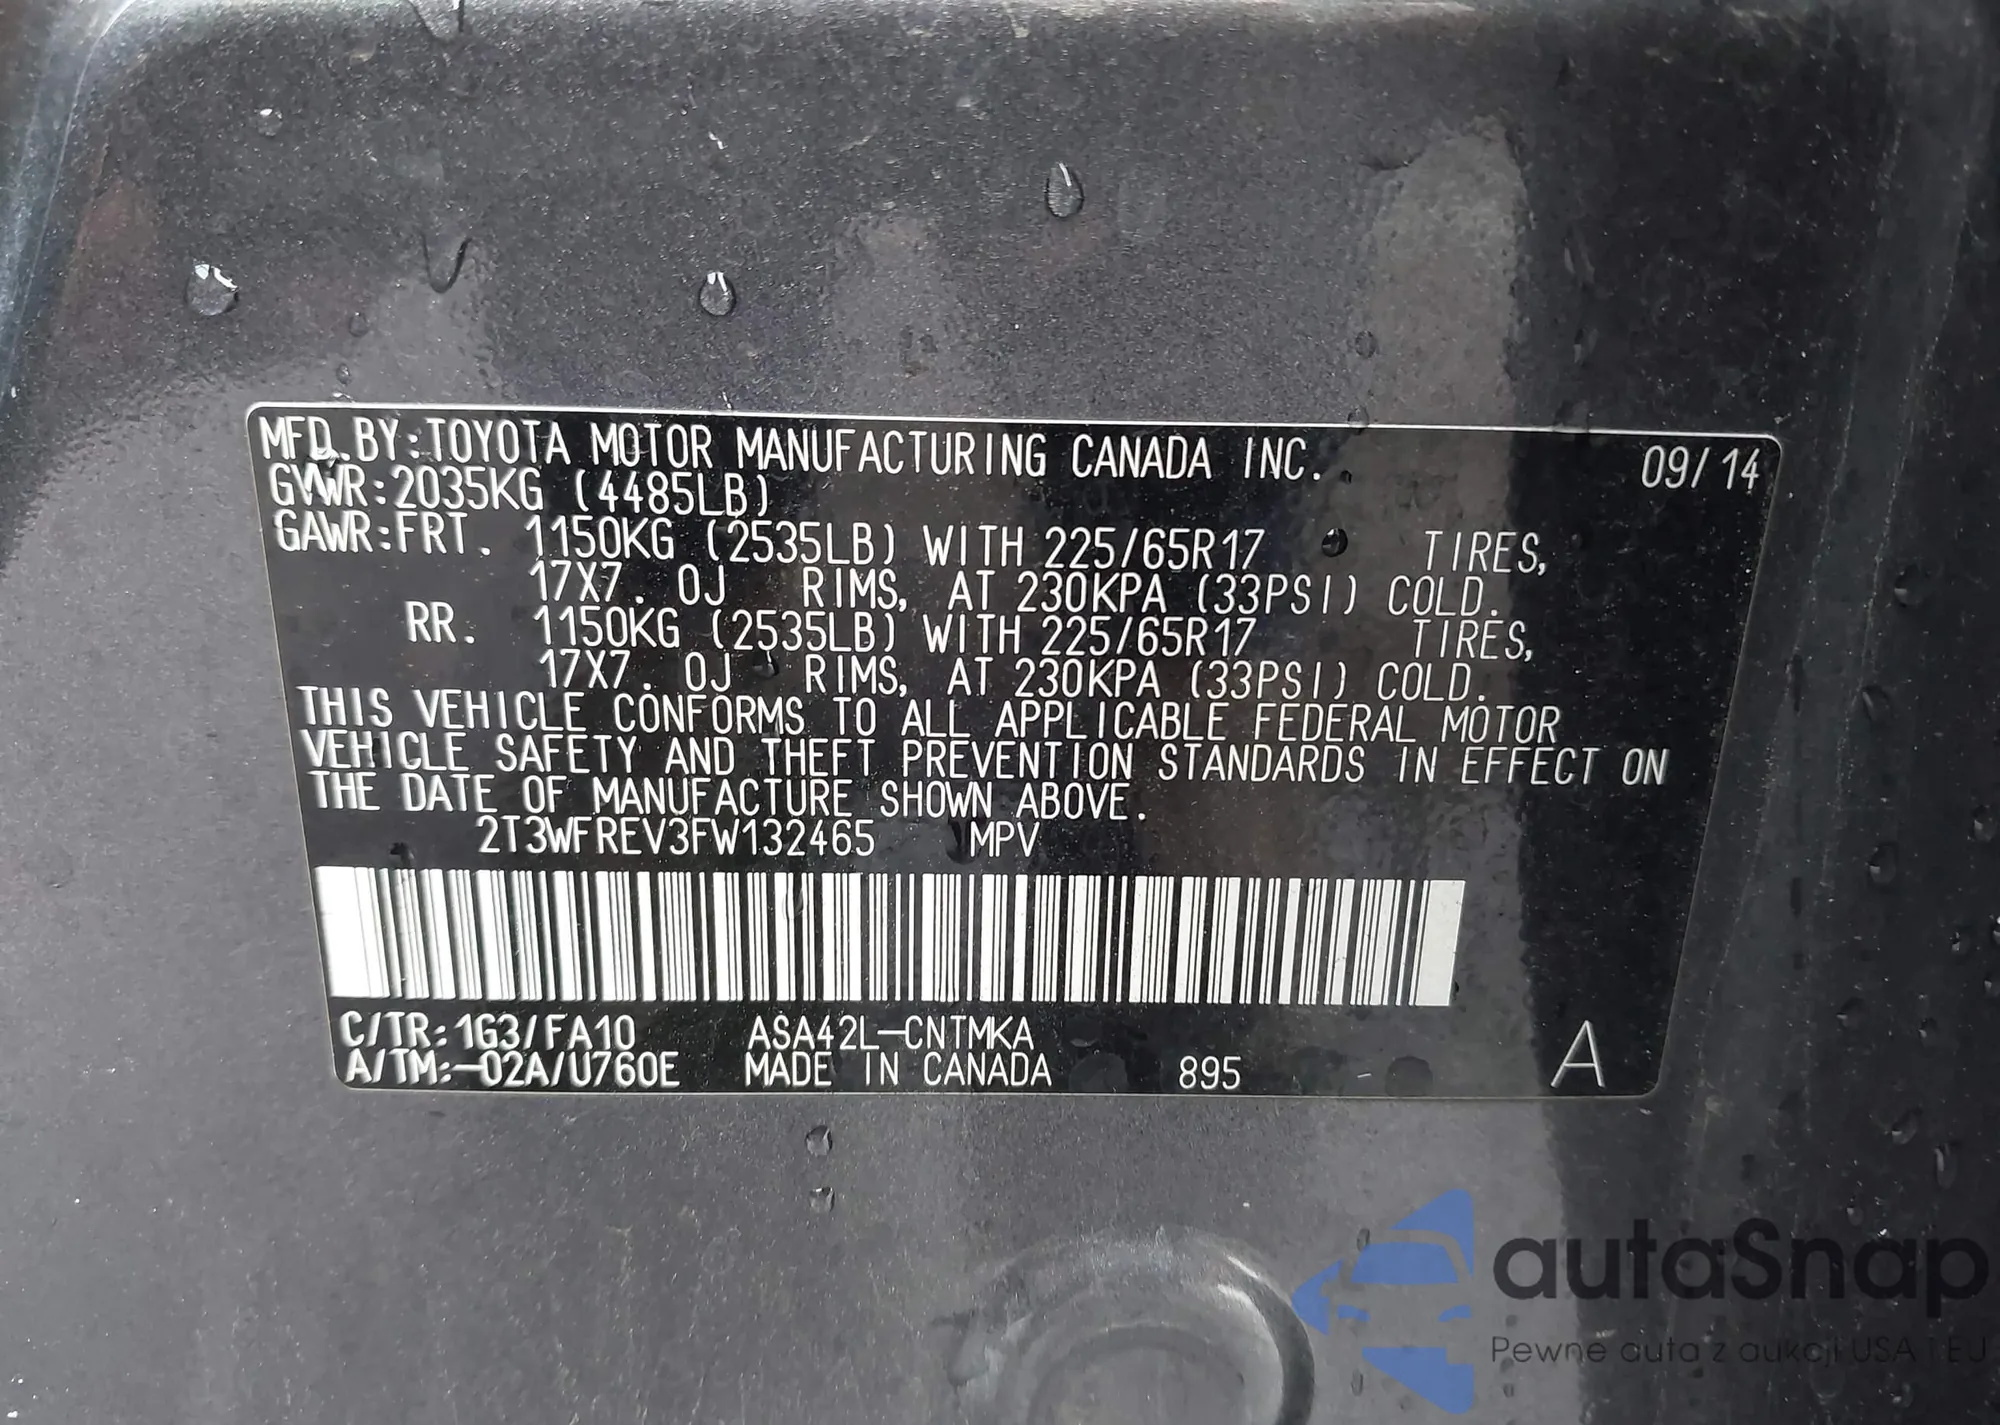 MFD. BY:TOYOTA MOTOR MANUFACTURING CANADA INC. 09/14
GVWR:2035KG (4485LB)
GAWR:FRT. 1150KG (2535LB) WITH 225/65R17 TIRES,
17X7. 0J RIMS, AT 230KPA (33PSI) COLD.
RR. 1150KG (2535LB) WITH 225/65R17 TIRES,
17X7. 0J RIMS, AT 230KPA (33PSI) COLD.
THIS VEHICLE CONFORMS TO ALL APPLICABLE FEDERAL MOTOR
VEHICLE SAFETY AND THEFT PREVENTION STANDARDS IN EFFECT ON
THE DATE OF MANUFACTURE SHOWN ABOVE.
2T3WFREV3FW132465 MPV
C/TR:1G3/FA10 ASA42L-CNTMKA
A/TM:-02A/U760E MADE IN CANADA 895 A
autaSnap
Pewne auta z aukcji USA i EU